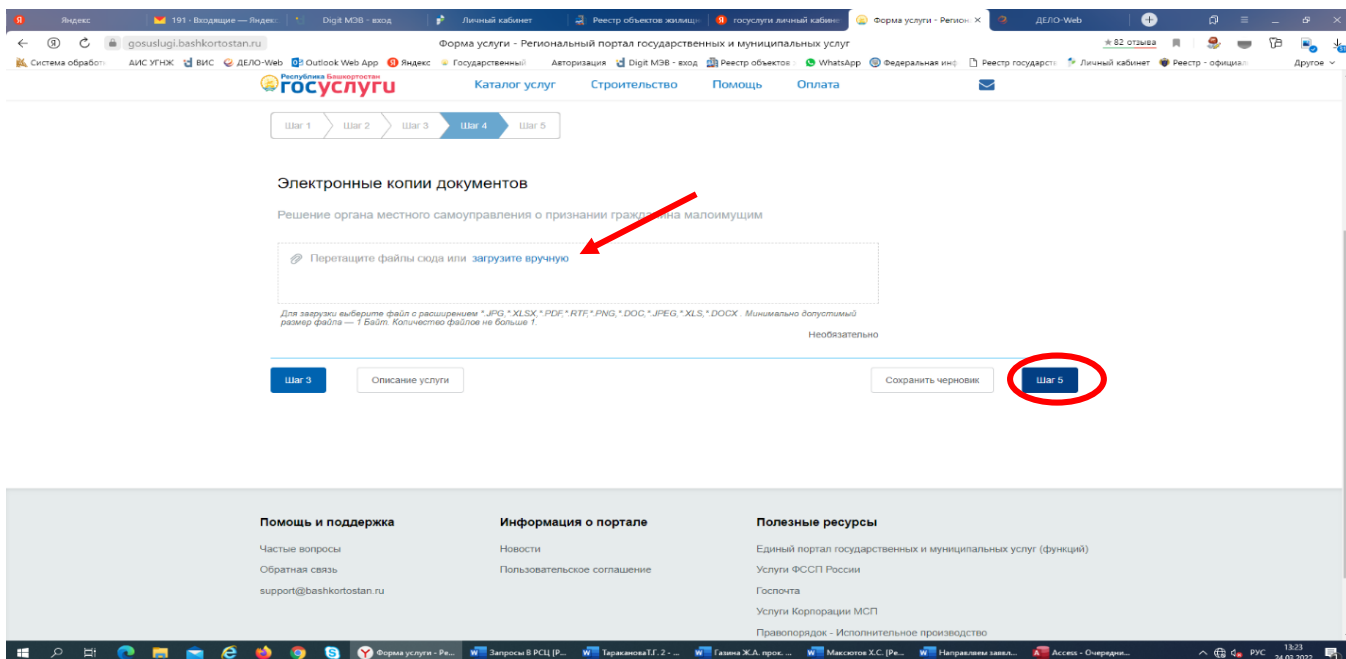 Я Яндекс 191 · Входящие — Яндекс Digit МЭВ - вход Личный кабинет Реестр объектов жилищн госуслуги личный кабинет Форма услуги - Регион ДЕЛО-Web
gosuslugi.bashkortostan.ru Форма услуги - Региональный портал государственных и муниципальных услуг ★ 82 отзыва
Система обработ АИС УГНЖ ВИС ДЕЛО-Web Outlook Web App Яндекс Государственный Авторизация Digit МЭВ - вход Реестр объектов WhatsApp Федеральная инф Реестр государст Личный кабинет Реестр - официал Другое
Республика Башкортостан
госуслуги Каталог услуг Строительство Помощь Оплата
Шаг 1 Шаг 2 Шаг 3 Шаг 4 Шаг 5
Электронные копии документов
Решение органа местного самоуправления о признании гражданина малоимущим
Перетащите файлы сюда или загрузите вручную
Для загрузки выберите файл с расширением *.JPG,*.XLSX,*.PDF,*.RTF,*.PNG,*.DOC,*.JPEG,*.XLS,*.DOCX . Минимально допустимый
размер файла — 1 Байт. Количество файлов не больше 1.
Необязательно
Шаг 3 Описание услуги Сохранить черновик Шаг 5
Помощь и поддержка Информация о портале Полезные ресурсы
Частые вопросы Новости Единый портал государственных и муниципальных услуг (функций)
Обратная связь Пользовательское соглашение Услуги ФССП России
support@bashkortostan.ru Госпочта
Услуги Корпорации МСП
Правопорядок - Исполнительное производство
Форма услуги - Ре... Запросы В РСЦ [Р... ТаракановаТ.Г. 2 - ... Газина Ж.А. прок. ... Максютов Х.С. [Ре... Направляем заявл... Access - Очередни... РУС 13:23
24.03.2022